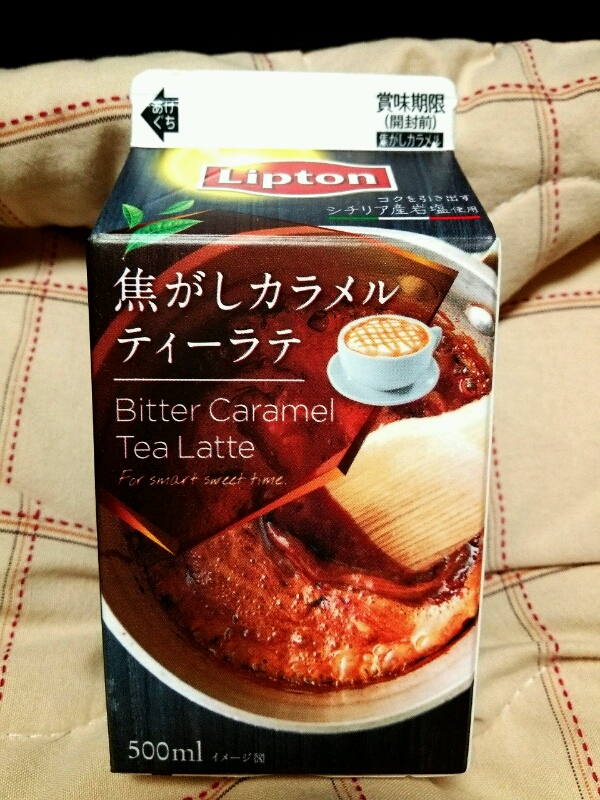 あけ
ぐち
賞味期限
(開封前)
焦がしカラメル
Lipton
コクを引き出す
シチリア産岩塩使用
焦がしカラメル
ティーラテ
Bitter Caramel
Tea Latte
For smart sweet time.
500ml イメージ図